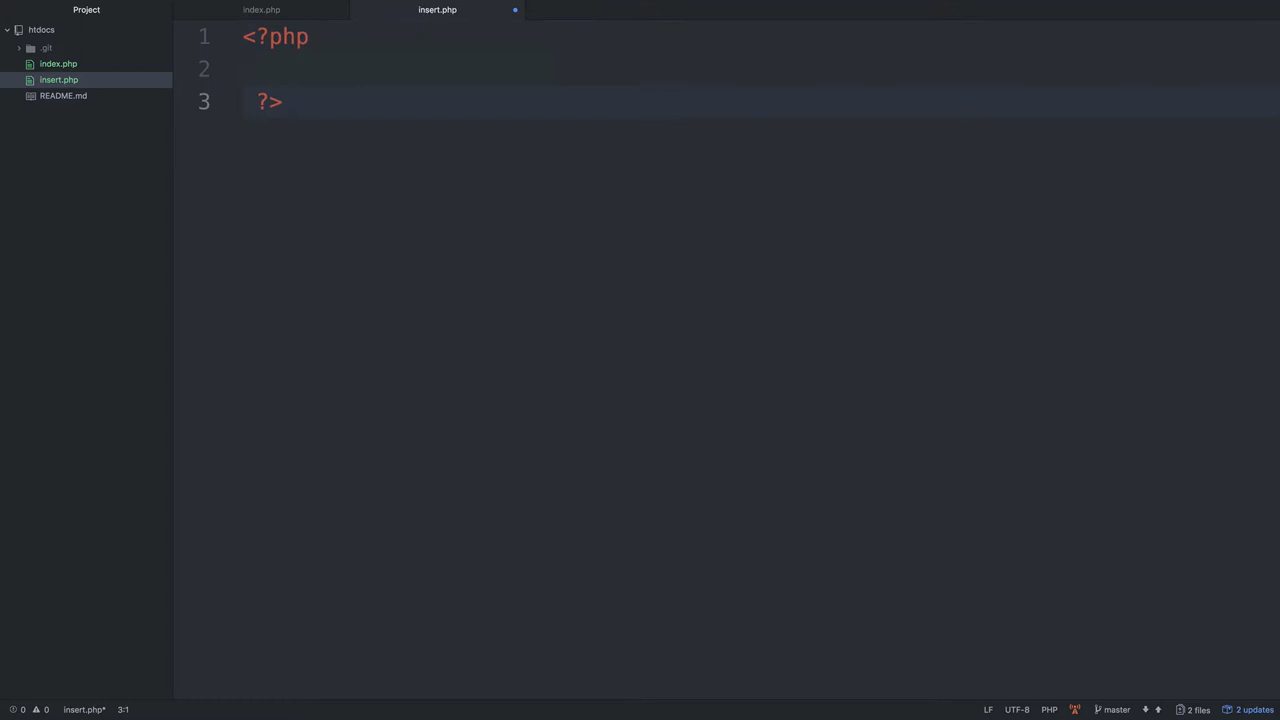 Project
index.php
insert.php
htdocs
.git
index.php
insert.php
README.md
1 <?php
2
3 ?>
0 0 insert.php* 3:1
LF UTF-8 PHP master 2 files 2 updates